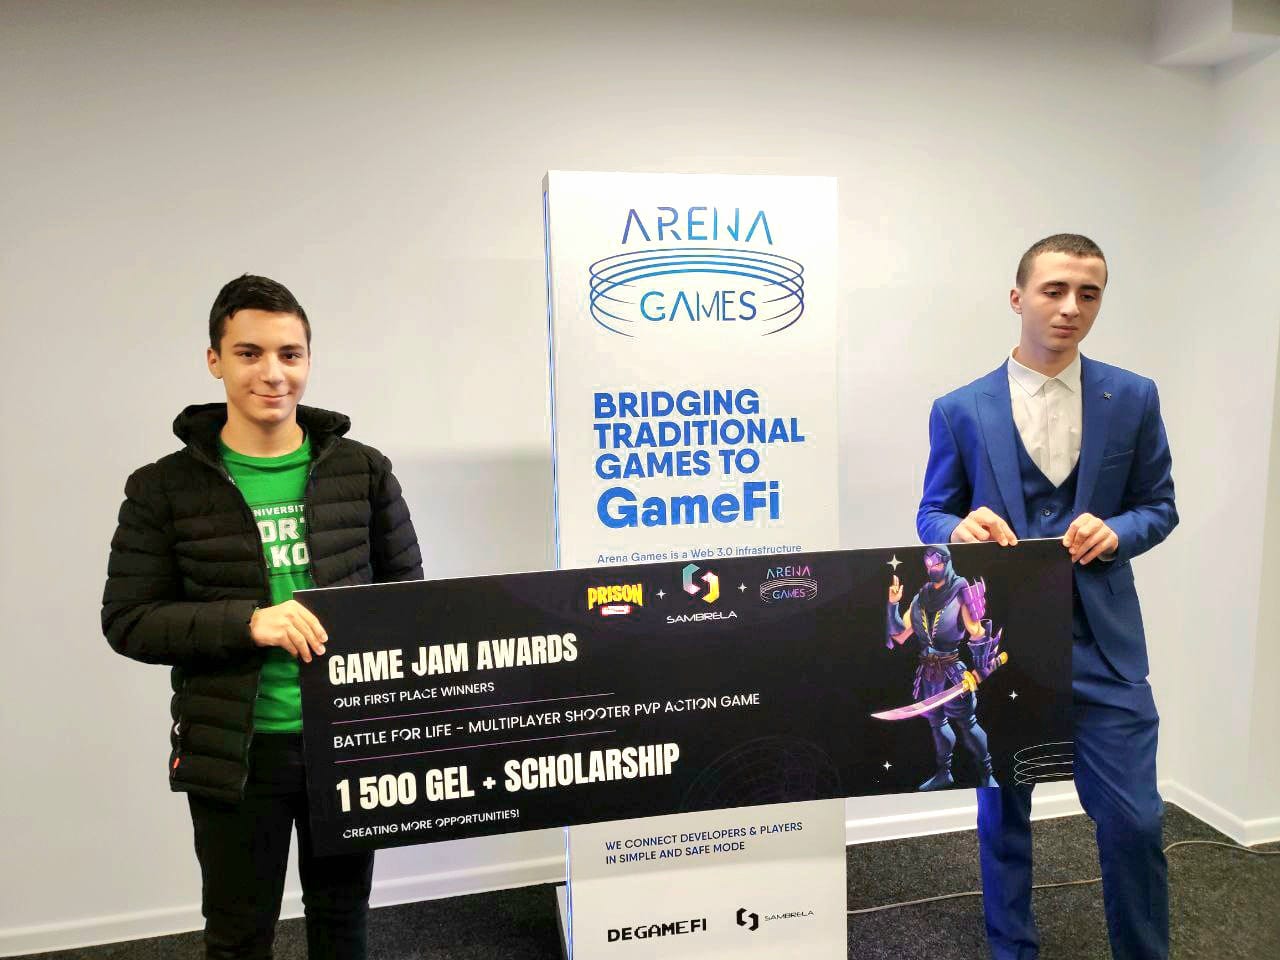 ARENA
GAMES
BRIDGING
TRADITIONAL
GAMES TO
GameFi
Arena Games is a Web 3.0 infrastructure
PRISON
SAMBRELA
ARENA
GAMES
GAME JAM AWARDS
OUR FIRST PLACE WINNERS
BATTLE FOR LIFE - MULTIPLAYER SHOOTER PVP ACTION GAME
1 500 GEL + SCHOLARSHIP
CREATING MORE OPPORTUNITIES!
WE CONNECT DEVELOPERS & PLAYERS
IN SIMPLE AND SAFE MODE
DEGAMEFI
SAMBRELA